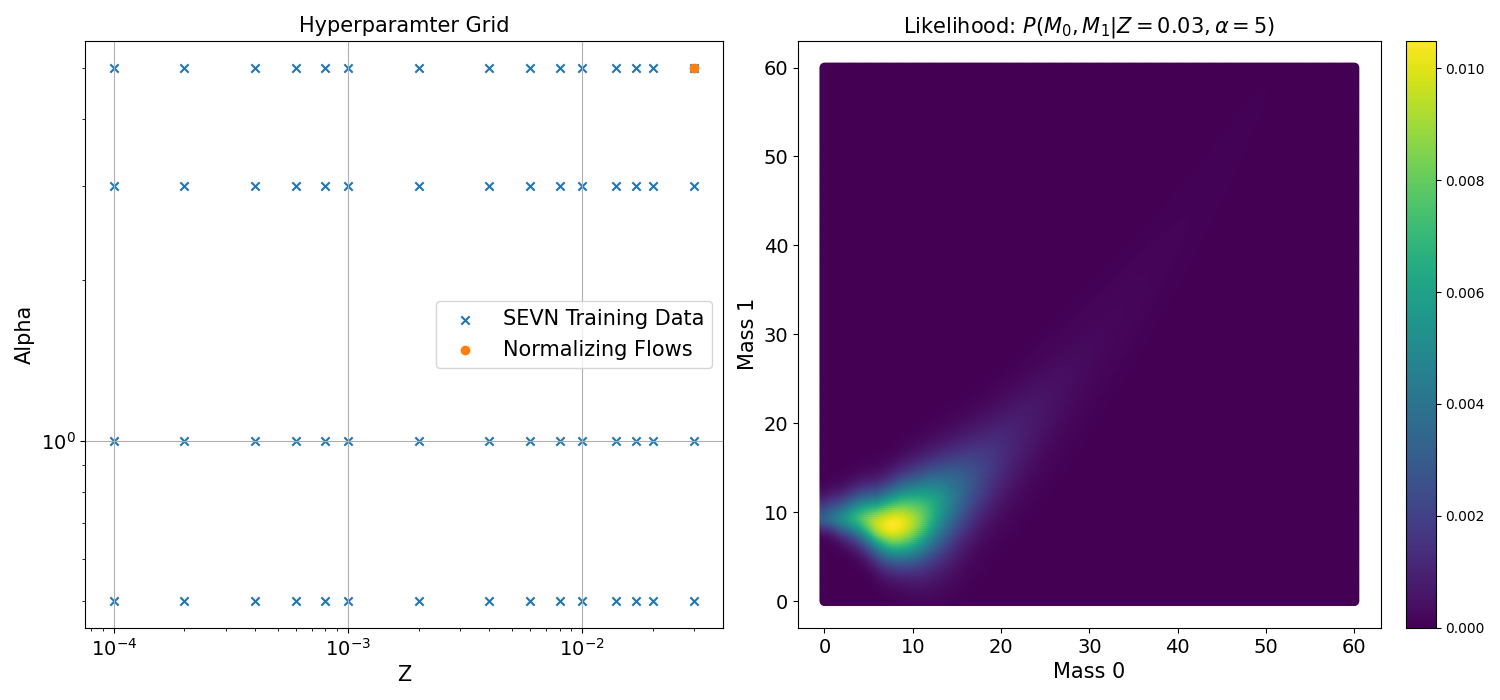 Hyperparamter Grid
Alpha
10⁰
SEVN Training Data
Normalizing Flows
10⁻⁴ 10⁻³ 10⁻²
Z
Likelihood: P(M₀, M₁|Z = 0.03, α = 5)
Mass 1
60
50
40
30
20
10
0
0 10 20 30 40 50 60
Mass 0
0.010
0.008
0.006
0.004
0.002
0.000